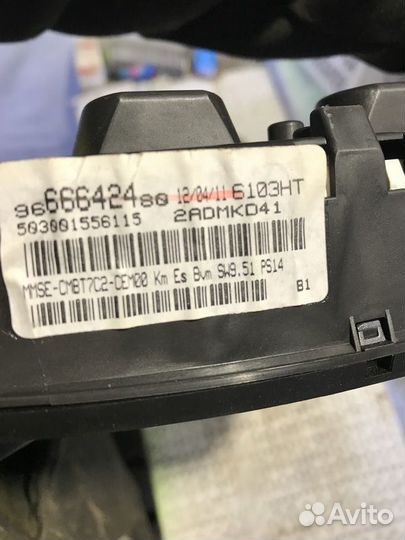 9666642480 12/04/11 6103HT
503001556115 2ADMKD41
MMSE-CMBT7C2-CEM00 Km Es Bvm SW9.51 PS14
B1
Avito